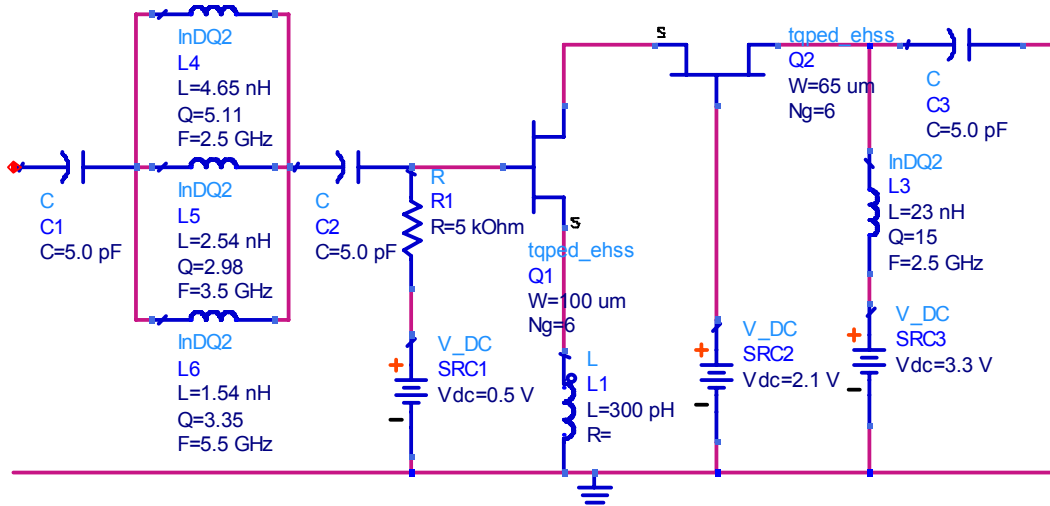 InDQ2
L4
L=4.65 nH
Q=5.11
F=2.5 GHz
C
C1
C=5.0 pF
InDQ2
L5
L=2.54 nH
Q=2.98
F=3.5 GHz
InDQ2
L6
L=1.54 nH
Q=3.35
F=5.5 GHz
C
C2
C=5.0 pF
R
R1
R=5 kOhm
+
V_DC
SRC1
Vdc=0.5 V
-
S
tqped_ehss
Q1
W=100 um
Ng=6
L
L1
L=300 pH
R=
S
tqped_ehss
Q2
W=65 um
Ng=6
+
V_DC
SRC2
Vdc=2.1 V
-
C
C3
C=5.0 pF
InDQ2
L3
L=23 nH
Q=15
F=2.5 GHz
+
V_DC
SRC3
Vdc=3.3 V
-